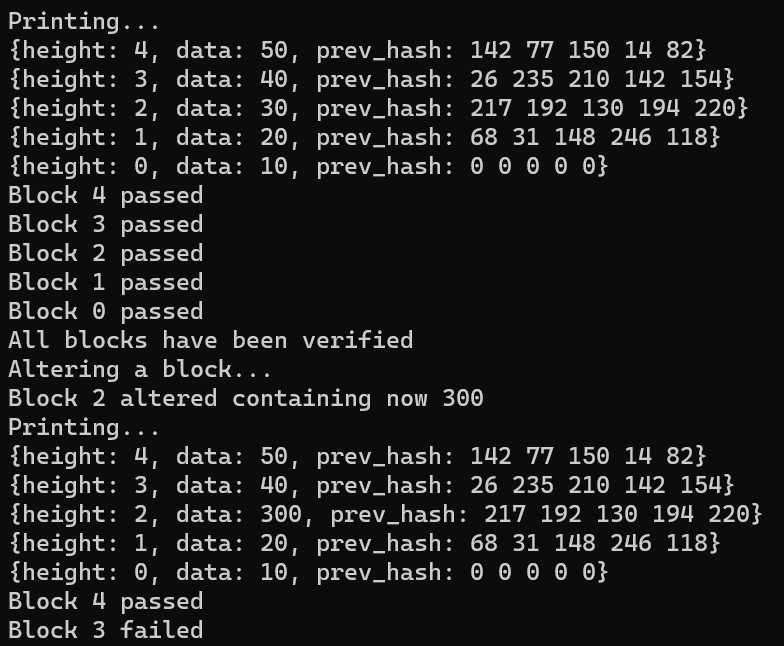 Printing...
{height: 4, data: 50, prev_hash: 142 77 150 14 82}
{height: 3, data: 40, prev_hash: 26 235 210 142 154}
{height: 2, data: 30, prev_hash: 217 192 130 194 220}
{height: 1, data: 20, prev_hash: 68 31 148 246 118}
{height: 0, data: 10, prev_hash: 0 0 0 0 0}
Block 4 passed
Block 3 passed
Block 2 passed
Block 1 passed
Block 0 passed
All blocks have been verified
Altering a block...
Block 2 altered containing now 300
Printing...
{height: 4, data: 50, prev_hash: 142 77 150 14 82}
{height: 3, data: 40, prev_hash: 26 235 210 142 154}
{height: 2, data: 300, prev_hash: 217 192 130 194 220}
{height: 1, data: 20, prev_hash: 68 31 148 246 118}
{height: 0, data: 10, prev_hash: 0 0 0 0 0}
Block 4 passed
Block 3 failed